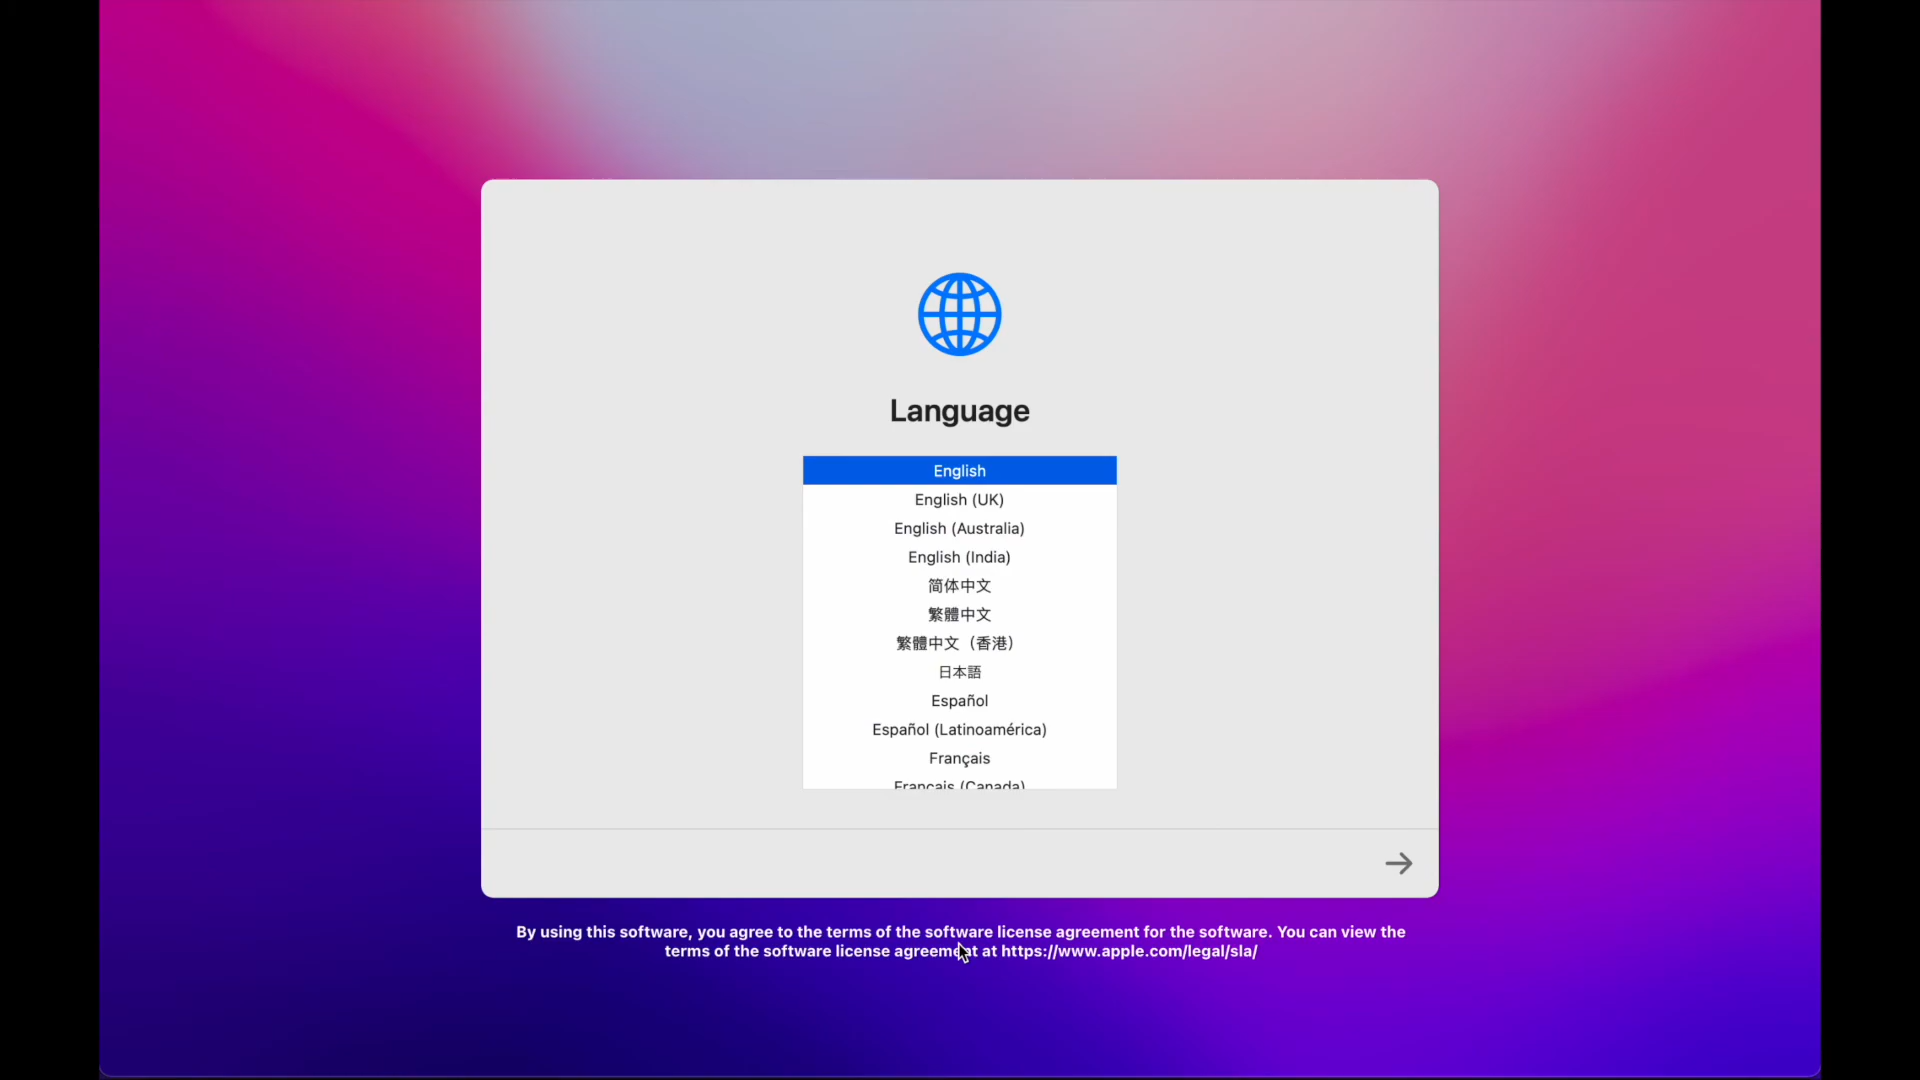 Language
English
English (UK)
English (Australia)
English (India)
简体中文
繁體中文
繁體中文（香港）
日本語
Español
Español (Latinoamérica)
Français
Français (Canada)
By using this software, you agree to the terms of the software license agreement for the software. You can view the
terms of the software license agreement at https://www.apple.com/legal/sla/